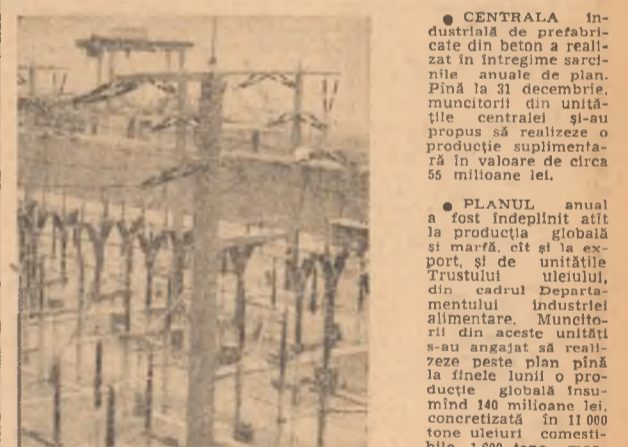 ● CENTRALA in-
dustrială de prefabri-
cate din beton a reali-
zat în întregime sarci-
nile anuale de plan.
Pînă la 31 decembrie,
muncitorii din unită-
țile centralei și-au
propus să realizeze o
producție suplimenta-
ră în valoare de circa
55 milioane lei.
● PLANUL anual
a fost îndeplinit atît
la producția globală
și marfă, cît și la ex-
port, și de unitățile
Trustului uleiului,
din cadrul Departa-
mentului industriei
alimentare. Muncito-
rii din aceste unități
s-au angajat să reali-
zeze peste plan pînă
la finele lunii o pro-
ducție globală însu-
mînd 140 milioane lei,
concretizată în 11 000
tone uleiuri comesti-
bile, 1 600 tone